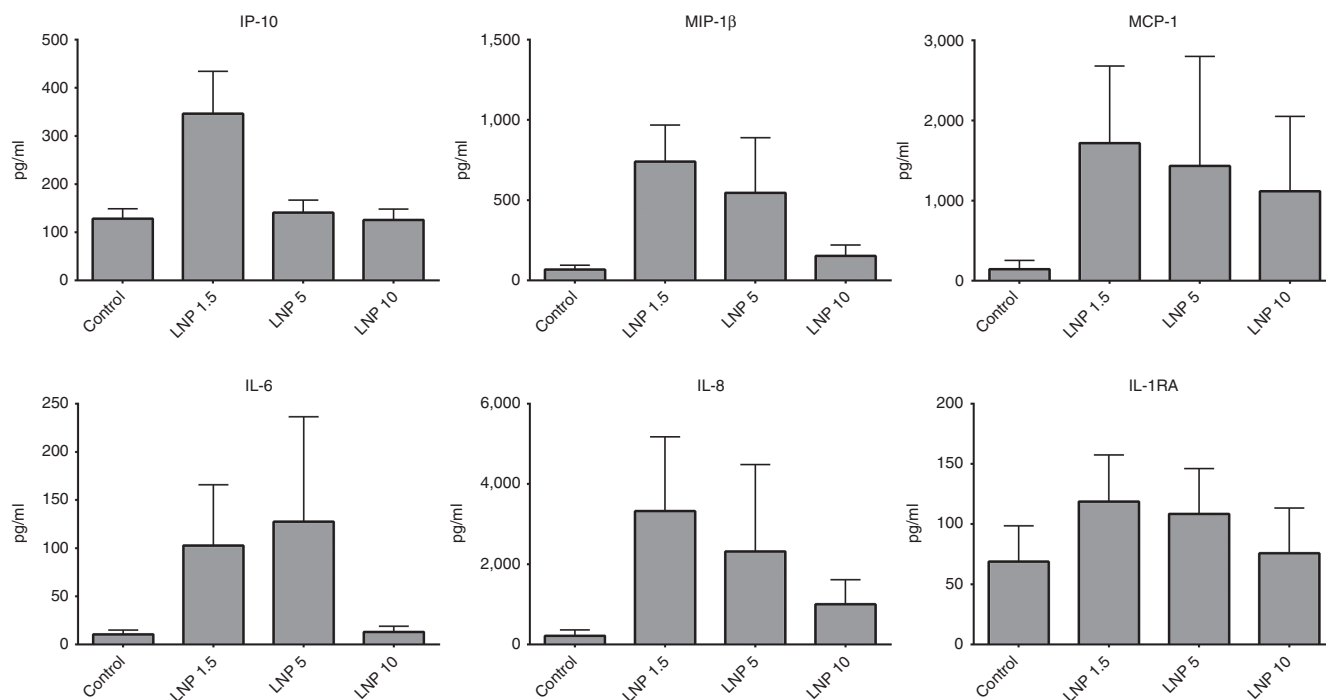 IP-10
500
400
300
200
100
0
pg/ml
Control
LNP 1.5
LNP 5
LNP 10
MIP-1β
1,500
1,000
500
0
pg/ml
Control
LNP 1.5
LNP 5
LNP 10
MCP-1
3,000
2,000
1,000
0
pg/ml
Control
LNP 1.5
LNP 5
LNP 10
IL-6
250
200
150
100
50
0
pg/ml
Control
LNP 1.5
LNP 5
LNP 10
IL-8
6,000
4,000
2,000
0
pg/ml
Control
LNP 1.5
LNP 5
LNP 10
IL-1RA
200
150
100
50
0
pg/ml
Control
LNP 1.5
LNP 5
LNP 10